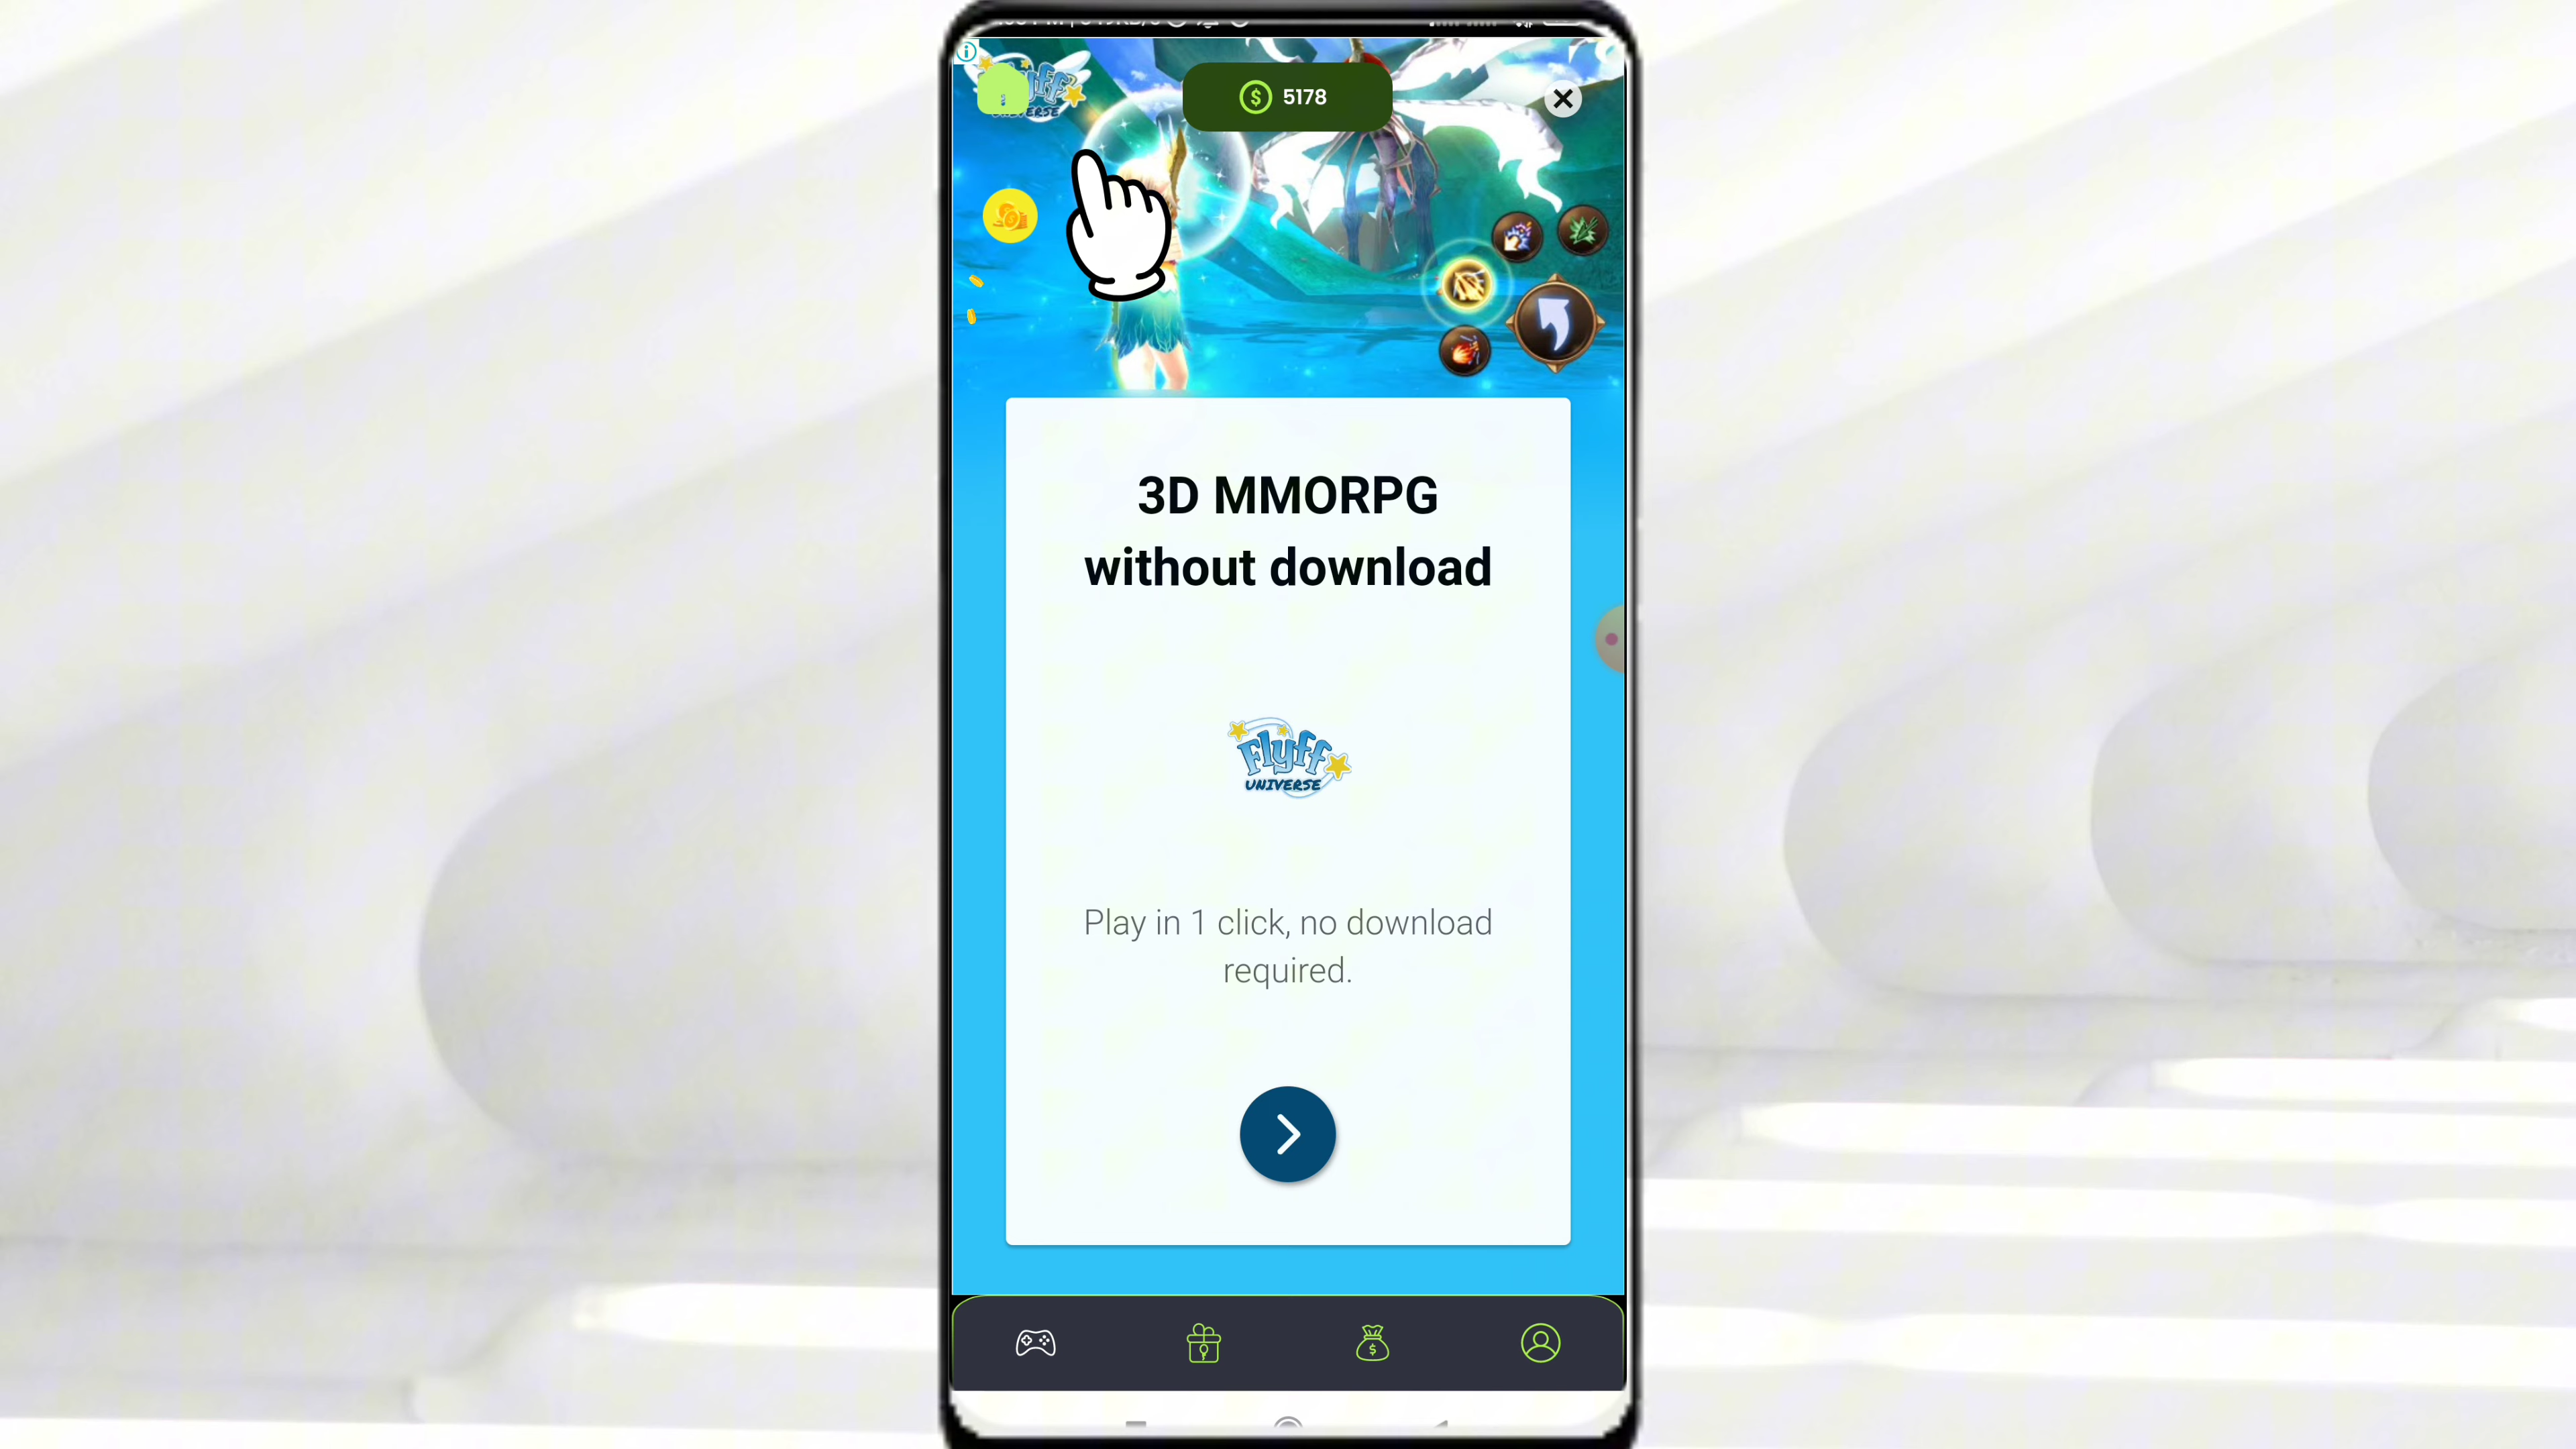 5178
3D MMORPG
without download
Flyff
UNIVERSE
Play in 1 click, no download
required.